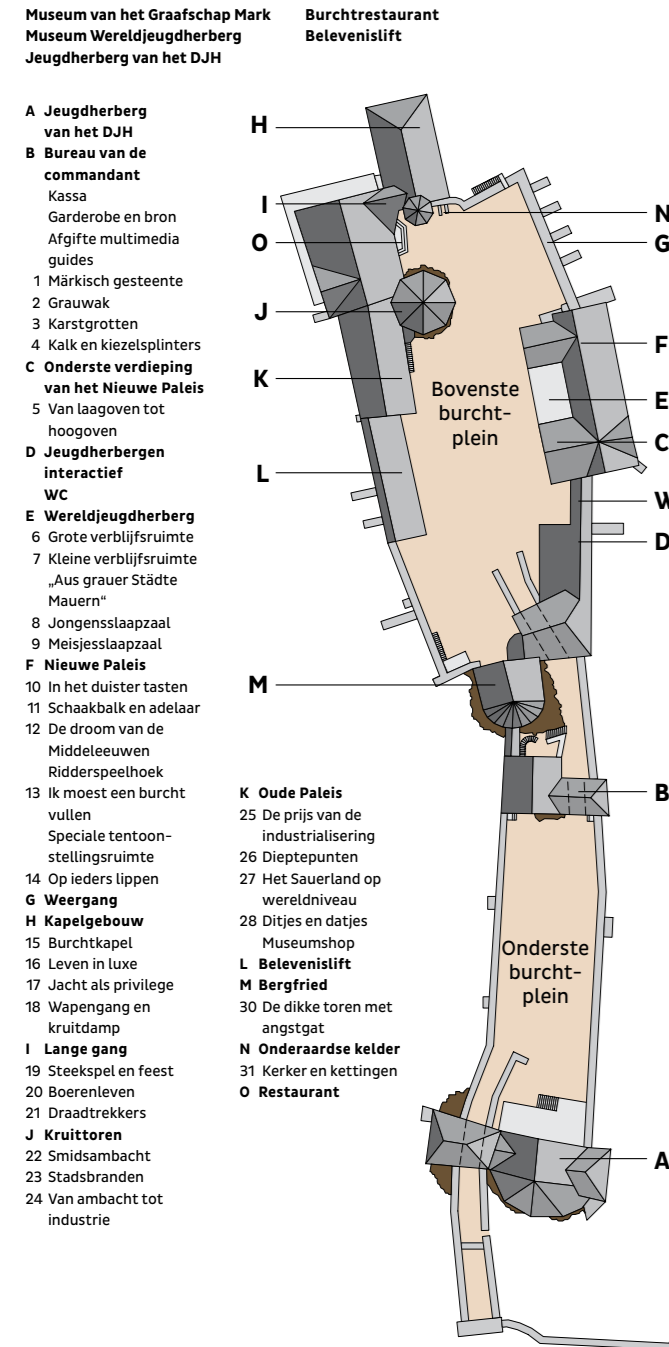 Museum van het Graafschap Mark
Museum Wereldjeugdherberg
Jeugdherberg van het DJH
Burchtrestaurant
Belevenislift
A Jeugdherberg
van het DJH
B Bureau van de
commandant
Kassa
Garderobe en bron
Afgifte multimedia
guides
1 Märkisch gesteente
2 Grauwak
3 Karstgrotten
4 Kalk en kiezelsplinters
C Onderste verdieping
van het Nieuwe Paleis
5 Van laagoven tot
hoogoven
D Jeugdherbergen
interactief
WC
E Wereldjeugdherberg
6 Grote verblijfsruimte
7 Kleine verblijfsruimte
„Aus grauer Städte
Mauern“
8 Jongensslaapzaal
9 Meisjesslaapzaal
F Nieuwe Paleis
10 In het duister tasten
11 Schaakbalk en adelaar
12 De droom van de
Middeleeuwen
Ridderspeelhoek
13 Ik moest een burcht
vullen
Speciale tentoon-
stellingsruimte
14 Op ieders lippen
G Weergang
H Kapelgebouw
15 Burchtkapel
16 Leven in luxe
17 Jacht als privilege
18 Wapengang en
kruitdamp
I Lange gang
19 Steekspel en feest
20 Boerenleven
21 Draadtrekkers
J Kruittoren
22 Smidsambacht
23 Stadsbranden
24 Van ambacht tot
industrie
K Oude Paleis
25 De prijs van de
industrialisering
26 Dieptepunten
27 Het Sauerland op
wereldniveau
28 Ditjes en datjes
Museumshop
L Belevenislift
M Bergfried
30 De dikke toren met
angstgat
N Onderaardse kelder
31 Kerker en kettingen
O Restaurant
H
I
O
J
K
L
M
N
G
F
E
C
W
D
B
A
Bovenste
burcht-
plein
Onderste
burcht-
plein